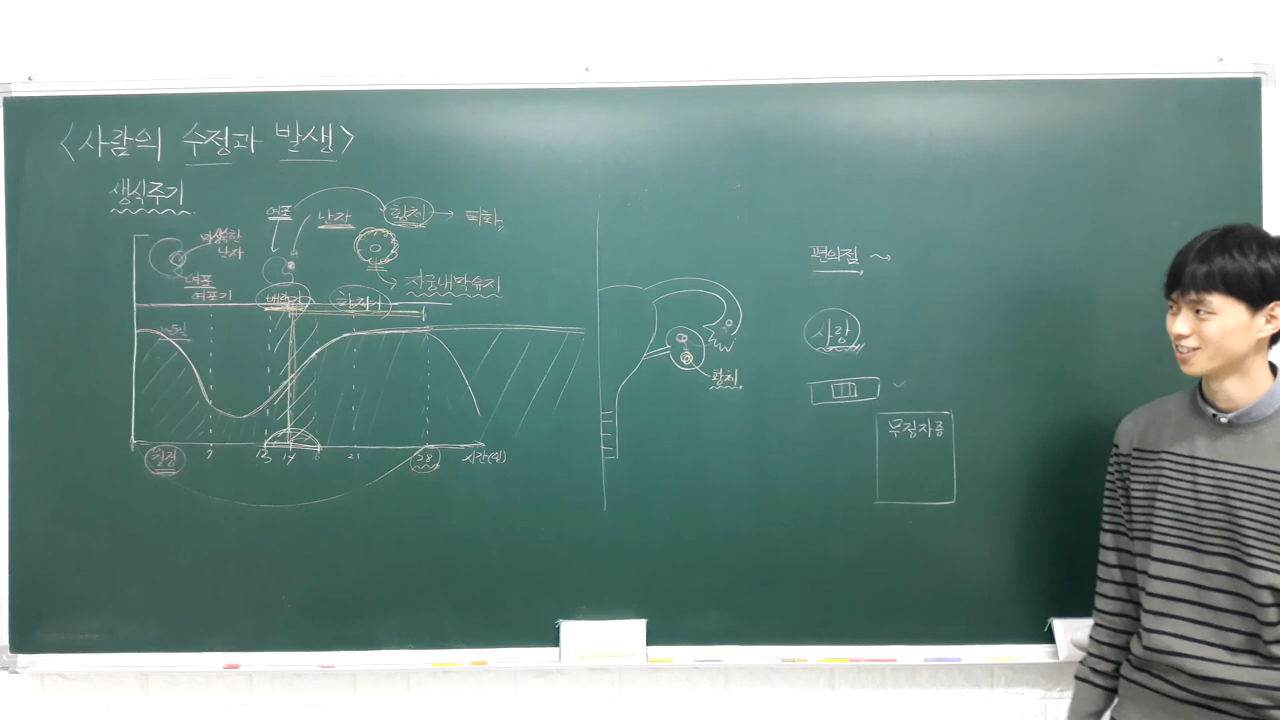 <사람의 수정과 발생>
생식주기
여포
난자
황체 → 퇴화
미성숙한
난자
여포
여포기
배란기
황체기
자궁내막유지
월경
7
13
14
21
28
시간(일)
황체
편의점 ~
사랑
무정자증